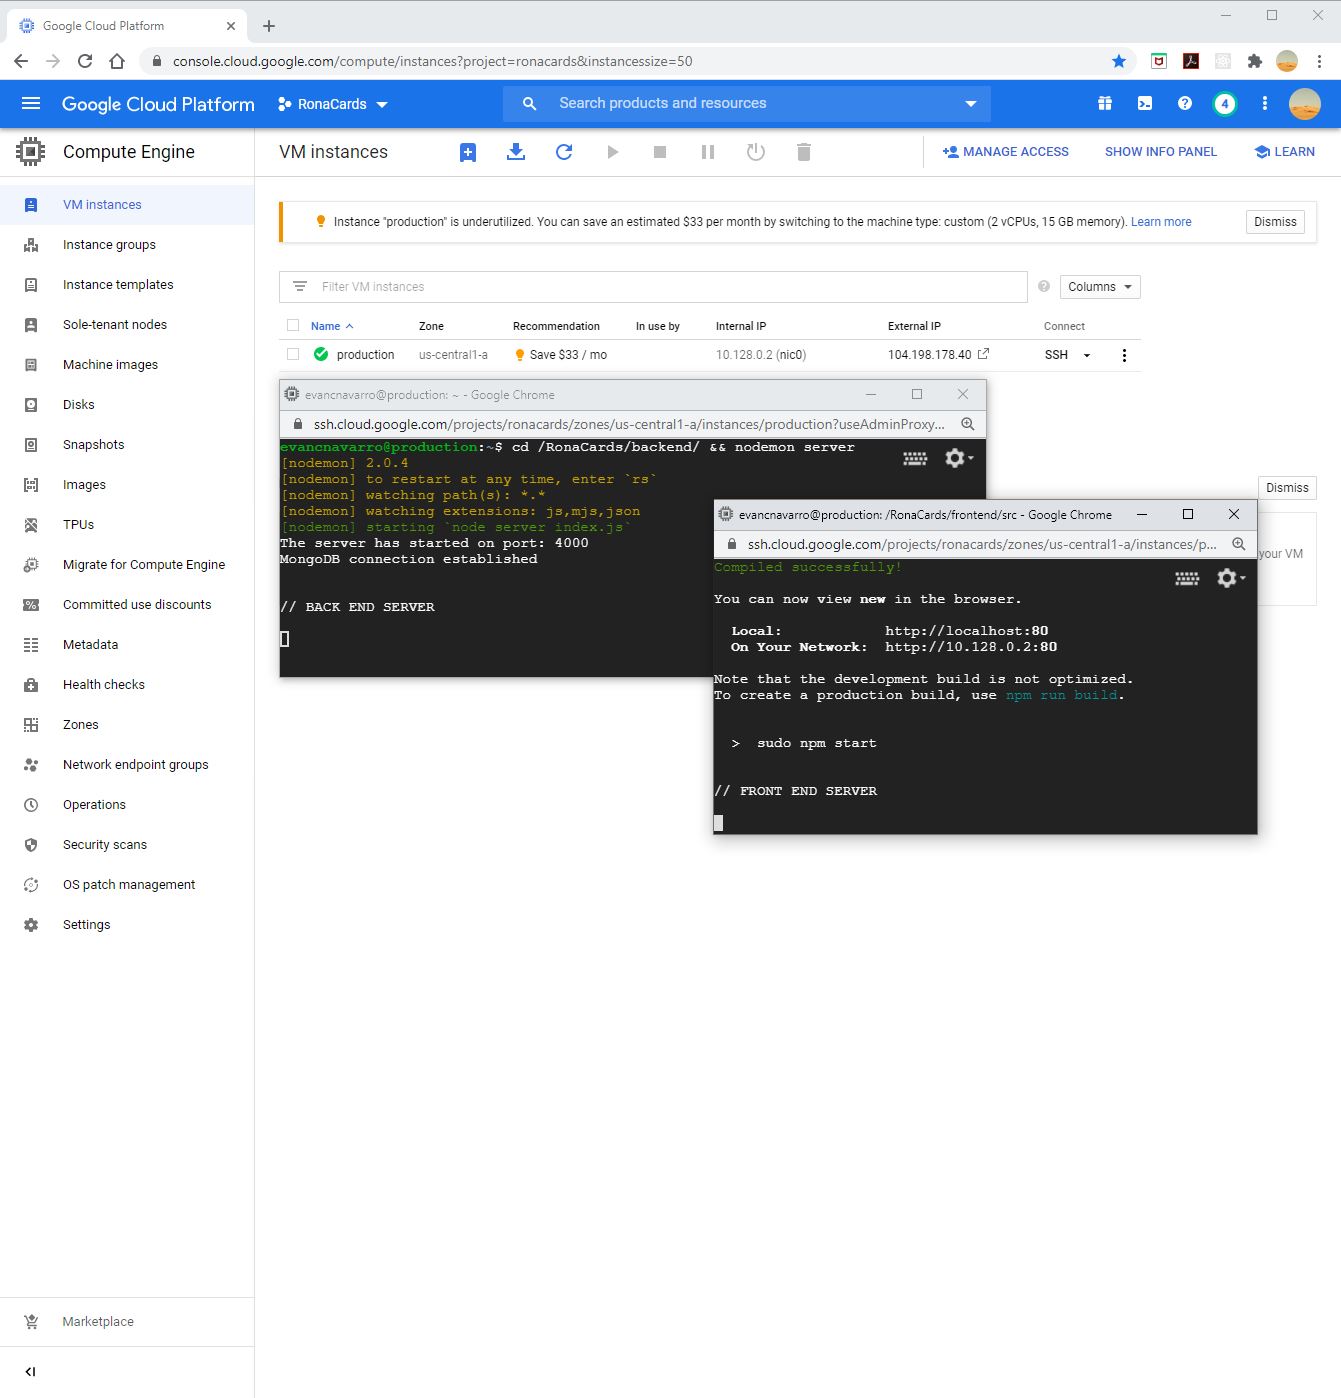 Google Cloud Platform
console.cloud.google.com/compute/instances?project=ronacards&instancessize=50
Google Cloud Platform
RonaCards
Search products and resources
4
Compute Engine
VM instances
MANAGE ACCESS
SHOW INFO PANEL
LEARN
VM instances
Instance groups
Instance templates
Sole-tenant nodes
Machine images
Disks
Snapshots
Images
TPUs
Migrate for Compute Engine
Committed use discounts
Metadata
Health checks
Zones
Network endpoint groups
Operations
Security scans
OS patch management
Settings
Marketplace
Instance "production" is underutilized. You can save an estimated $33 per month by switching to the machine type: custom (2 vCPUs, 15 GB memory). Learn more
Dismiss
Filter VM instances
Columns
Name Zone Recommendation In use by Internal IP External IP Connect
production us-central1-a Save $33 / mo 10.128.0.2 (nic0) 104.198.178.40 SSH
evancnavarro@production: ~ - Google Chrome
ssh.cloud.google.com/projects/ronacards/zones/us-central1-a/instances/production?useAdminProxy...
evancnavarro@production:~$ cd /RonaCards/backend/ && nodemon server
[nodemon] 2.0.4
[nodemon] to restart at any time, enter `rs`
[nodemon] watching path(s): *.*
[nodemon] watching extensions: js,mjs,json
[nodemon] starting `node server index.js`
The server has started on port: 4000
MongoDB connection established
// BACK END SERVER
Dismiss
your VM
evancnavarro@production: /RonaCards/frontend/src - Google Chrome
ssh.cloud.google.com/projects/ronacards/zones/us-central1-a/instances/p...
Compiled successfully!
You can now view new in the browser.
Local: http://localhost:80
On Your Network: http://10.128.0.2:80
Note that the development build is not optimized.
To create a production build, use npm run build.
> sudo npm start
// FRONT END SERVER